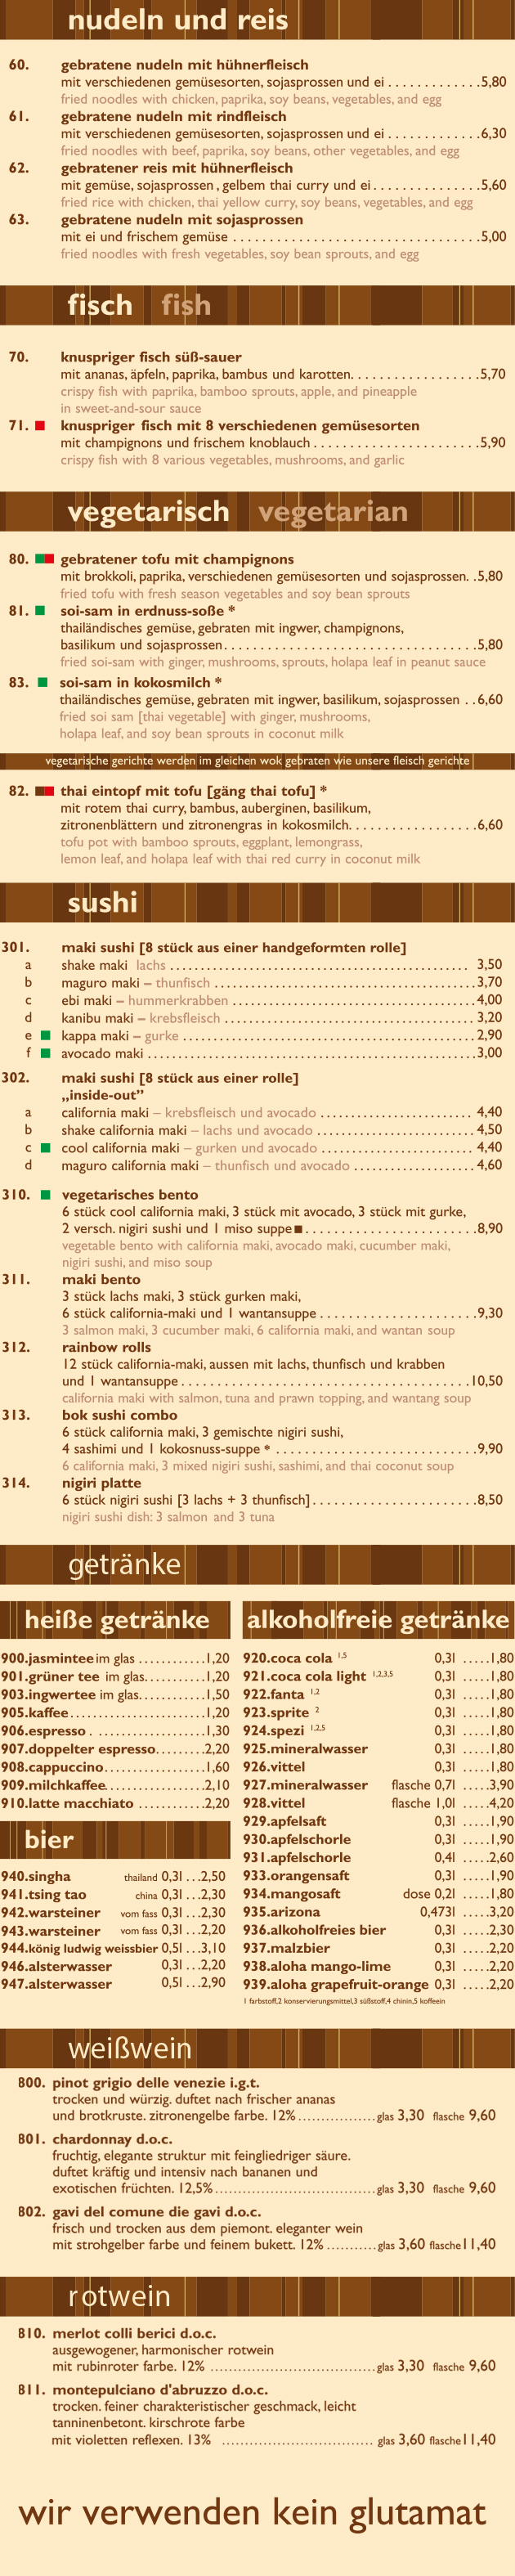 nudeln und reis
60. gebratene nudeln mit hühnerfleisch
mit verschiedenen gemüsesorten, sojasprossen und ei . . . . . . . . . . . . .5,80
fried noodles with chicken, paprika, soy beans, vegetables, and egg
61. gebratene nudeln mit rindfleisch
mit verschiedenen gemüsesorten, sojasprossen und ei . . . . . . . . . . . . .6,30
fried noodles with beef, paprika, soy beans, other vegetables, and egg
62. gebratener reis mit hühnerfleisch
mit gemüse, sojasprossen , gelbem thai curry und ei . . . . . . . . . . . . . . .5,60
fried rice with chicken, thai yellow curry, soy beans, vegetables, and egg
63. gebratene nudeln mit sojasprossen
mit ei und frischem gemüse . . . . . . . . . . . . . . . . . . . . . . . . . . . . . . . . . .5,00
fried noodles with fresh vegetables, soy bean sprouts, and egg
fisch fish
70. knuspriger fisch süß-sauer
mit ananas, äpfeln, paprika, bambus und karotten. . . . . . . . . . . . . . . . .5,70
crispy fish with paprika, bamboo sprouts, apple, and pineapple
in sweet-and-sour sauce
71. knuspriger fisch mit 8 verschiedenen gemüsesorten
mit champignons und frischem knoblauch . . . . . . . . . . . . . . . . . . . . . . .5,90
crispy fish with 8 various vegetables, mushrooms, and garlic
vegetarisch vegetarian
80. gebratener tofu mit champignons
mit brokkoli, paprika, verschiedenen gemüsesorten und sojasprossen. .5,80
fried tofu with fresh season vegetables and soy bean sprouts
81. soi-sam in erdnuss-soße *
thailändisches gemüse, gebraten mit ingwer, champignons,
basilikum und sojasprossen. . . . . . . . . . . . . . . . . . . . . . . . . . . . . . . . . . .5,80
fried soi-sam with ginger, mushrooms, sprouts, holapa leaf in peanut sauce
83. soi-sam in kokosmilch *
thailändisches gemüse, gebraten mit ingwer, basilikum, sojasprossen . .6,60
fried soi sam [thai vegetable] with ginger, mushrooms,
holapa leaf, and soy bean sprouts in coconut milk
vegetarische gerichte werden im gleichen wok gebraten wie unsere fleisch gerichte
82. thai eintopf mit tofu [gäng thai tofu] *
mit rotem thai curry, bambus, auberginen, basilikum,
zitronenblättern und zitronengras in kokosmilch. . . . . . . . . . . . . . . . . .6,60
tofu pot with bamboo sprouts, eggplant, lemongrass,
lemon leaf, and holapa leaf with thai red curry in coconut milk
sushi
301. maki sushi [8 stück aus einer handgeformten rolle]
a shake maki lachs ........................................ 3,50
b maguro maki – thunfisch ................................ 3,70
c ebi maki – hummerkrabben ............................ 4,00
d kanibu maki – krebsfleisch .............................. 3,20
e kappa maki – gurke ..................................... 2,90
f avocado maki ........................................... 3,00
302. maki sushi [8 stück aus einer rolle]
„inside-out”
a california maki – krebsfleisch und avocado ................ 4,40
b shake california maki – lachs und avocado ................. 4,50
c cool california maki – gurken und avocado ................ 4,40
d maguro california maki – thunfisch und avocado ............. 4,60
310. vegetarisches bento
6 stück cool california maki, 3 stück mit avocado, 3 stück mit gurke,
2 versch. nigiri sushi und 1 miso suppe . . . . . . . . . . . . . . . . . . . . . . . .8,90
vegetable bento with california maki, avocado maki, cucumber maki,
nigiri sushi, and miso soup
311. maki bento
3 stück lachs maki, 3 stück gurken maki,
6 stück california-maki und 1 wantansuppe . . . . . . . . . . . . . . . . . . . . . .9,30
3 salmon maki, 3 cucumber maki, 6 california maki, and wantan soup
312. rainbow rolls
12 stück california-maki, aussen mit lachs, thunfisch und krabben
und 1 wantansuppe . . . . . . . . . . . . . . . . . . . . . . . . . . . . . . . . . . . . . . .10,50
california maki with salmon, tuna and prawn topping, and wantang soup
313. bok sushi combo
6 stück california maki, 3 gemischte nigiri sushi,
4 sashimi und 1 kokosnuss-suppe * . . . . . . . . . . . . . . . . . . . . . . . . . . . .9,90
6 california maki, 3 mixed nigiri sushi, sashimi, and thai coconut soup
314. nigiri platte
6 stück nigiri sushi [3 lachs + 3 thunfisch] . . . . . . . . . . . . . . . . . . . . . . .8,50
nigiri sushi dish: 3 salmon and 3 tuna
getränke
heiße getränke
900.jasmintee im glas . . . . . . . . . . . .1,20
901.grüner tee im glas. . . . . . . . . . .1,20
903.ingwertee im glas. . . . . . . . . . . .1,50
905.kaffee. . . . . . . . . . . . . . . . . . . . . .1,20
906.espresso . . . . . . . . . . . . . . . . . . .1,30
907.doppelter espresso. . . . . . . . .2,20
908.cappuccino. . . . . . . . . . . . . . . . .1,60
909.milchkaffee. . . . . . . . . . . . . . . . .2,10
910.latte macchiato . . . . . . . . . . . .2,20
bier
940.singha thailand 0,3l . . .2,50
941.tsing tao china 0,3l . . .2,30
942.warsteiner vom fass 0,3l . . .2,30
943.warsteiner vom fass 0,3l . . .2,20
944.könig ludwig weissbier 0,5l . . .3,10
946.alsterwasser 0,3l . . .2,20
947.alsterwasser 0,5l . . .2,90
alkoholfreie getränke
920.coca cola 1,5 0,3l . . . . .1,80
921.coca cola light 1,2,3,5 0,3l . . . . .1,80
922.fanta 1,2 0,3l . . . . .1,80
923.sprite 2 0,3l . . . . .1,80
924.spezi 1,2,5 0,3l . . . . .1,80
925.mineralwasser 0,3l . . . . .1,80
926.vittel 0,3l . . . . .1,80
927.mineralwasser flasche 0,7l . . . . .3,90
928.vittel flasche 1,0l . . . . .4,20
929.apfelsaft 0,3l . . . . .1,90
930.apfelschorle 0,3l . . . . .1,90
931.apfelschorle 0,4l . . . . .2,60
933.orangensaft 0,3l . . . . .1,90
934.mangosaft dose 0,2l . . . . .1,80
935.arizona 0,473l . . . . .3,20
936.alkoholfreies bier 0,3l . . . . .2,30
937.malzbier 0,3l . . . . .2,20
938.aloha mango-lime 0,3l . . . . .2,20
939.aloha grapefruit-orange 0,3l . . . . .2,20
1 farbstoff,2 konservierungsmittel,3 süßstoff,4 chinin,5 koffeein
weißwein
800. pinot grigio delle venezie i.g.t.
trocken und würzig. duftet nach frischer ananas
und brotkruste. zitronengelbe farbe. 12% ................glas 3,30 flasche 9,60
801. chardonnay d.o.c.
fruchtig, elegante struktur mit feingliedriger säure.
duftet kräftig und intensiv nach bananen und
exotischen früchten. 12,5%.................................glas 3,30 flasche 9,60
802. gavi del comune die gavi d.o.c.
frisch und trocken aus dem piemont. eleganter wein
mit strohgelber farbe und feinem bukett. 12% ...........glas 3,60 flasche 11,40
rotwein
810. merlot colli berici d.o.c.
ausgewogener, harmonischer rotwein
mit rubinroter farbe. 12% ..................................glas 3,30 flasche 9,60
811. montepulciano d'abruzzo d.o.c.
trocken. feiner charakteristischer geschmack, leicht
tanninenbetont. kirschrote farbe
mit violetten reflexen. 13% ............................... glas 3,60 flasche 11,40
wir verwenden kein glutamat